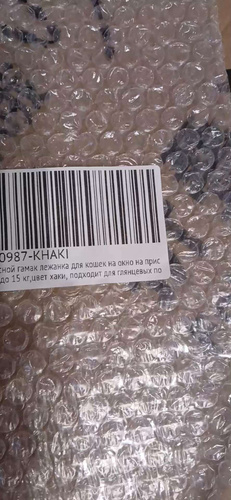 0987-KHAKI
сной гамак лежанка для кошек на окно на прис
до 15 кг,цвет хаки, подходит для глянцевых по